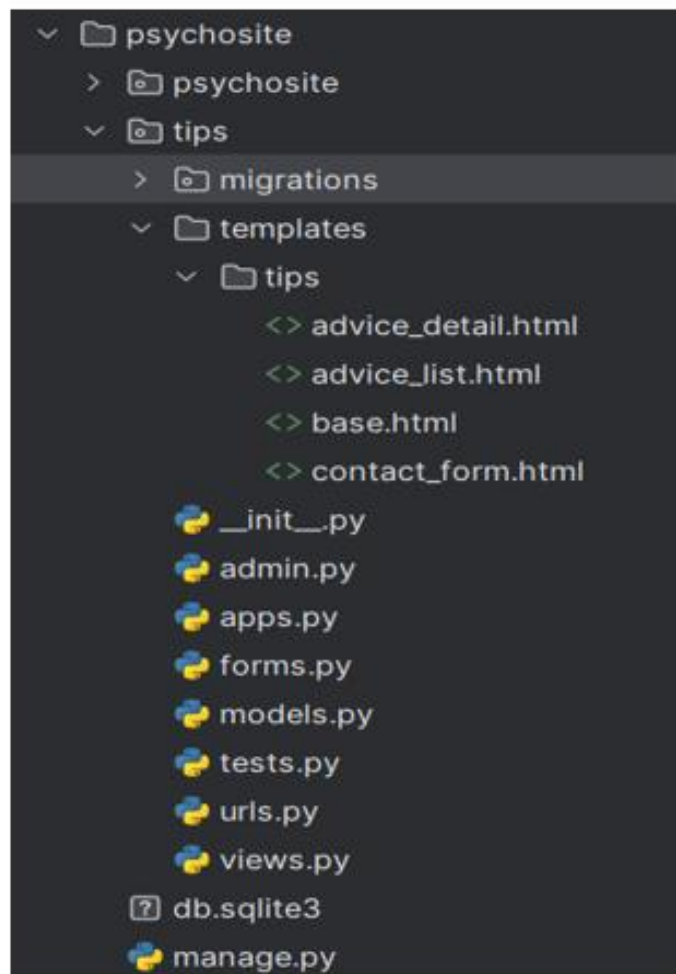 psychosite
psychosite
tips
migrations
templates
tips
advice_detail.html
advice_list.html
base.html
contact_form.html
__init__.py
admin.py
apps.py
forms.py
models.py
tests.py
urls.py
views.py
db.sqlite3
manage.py